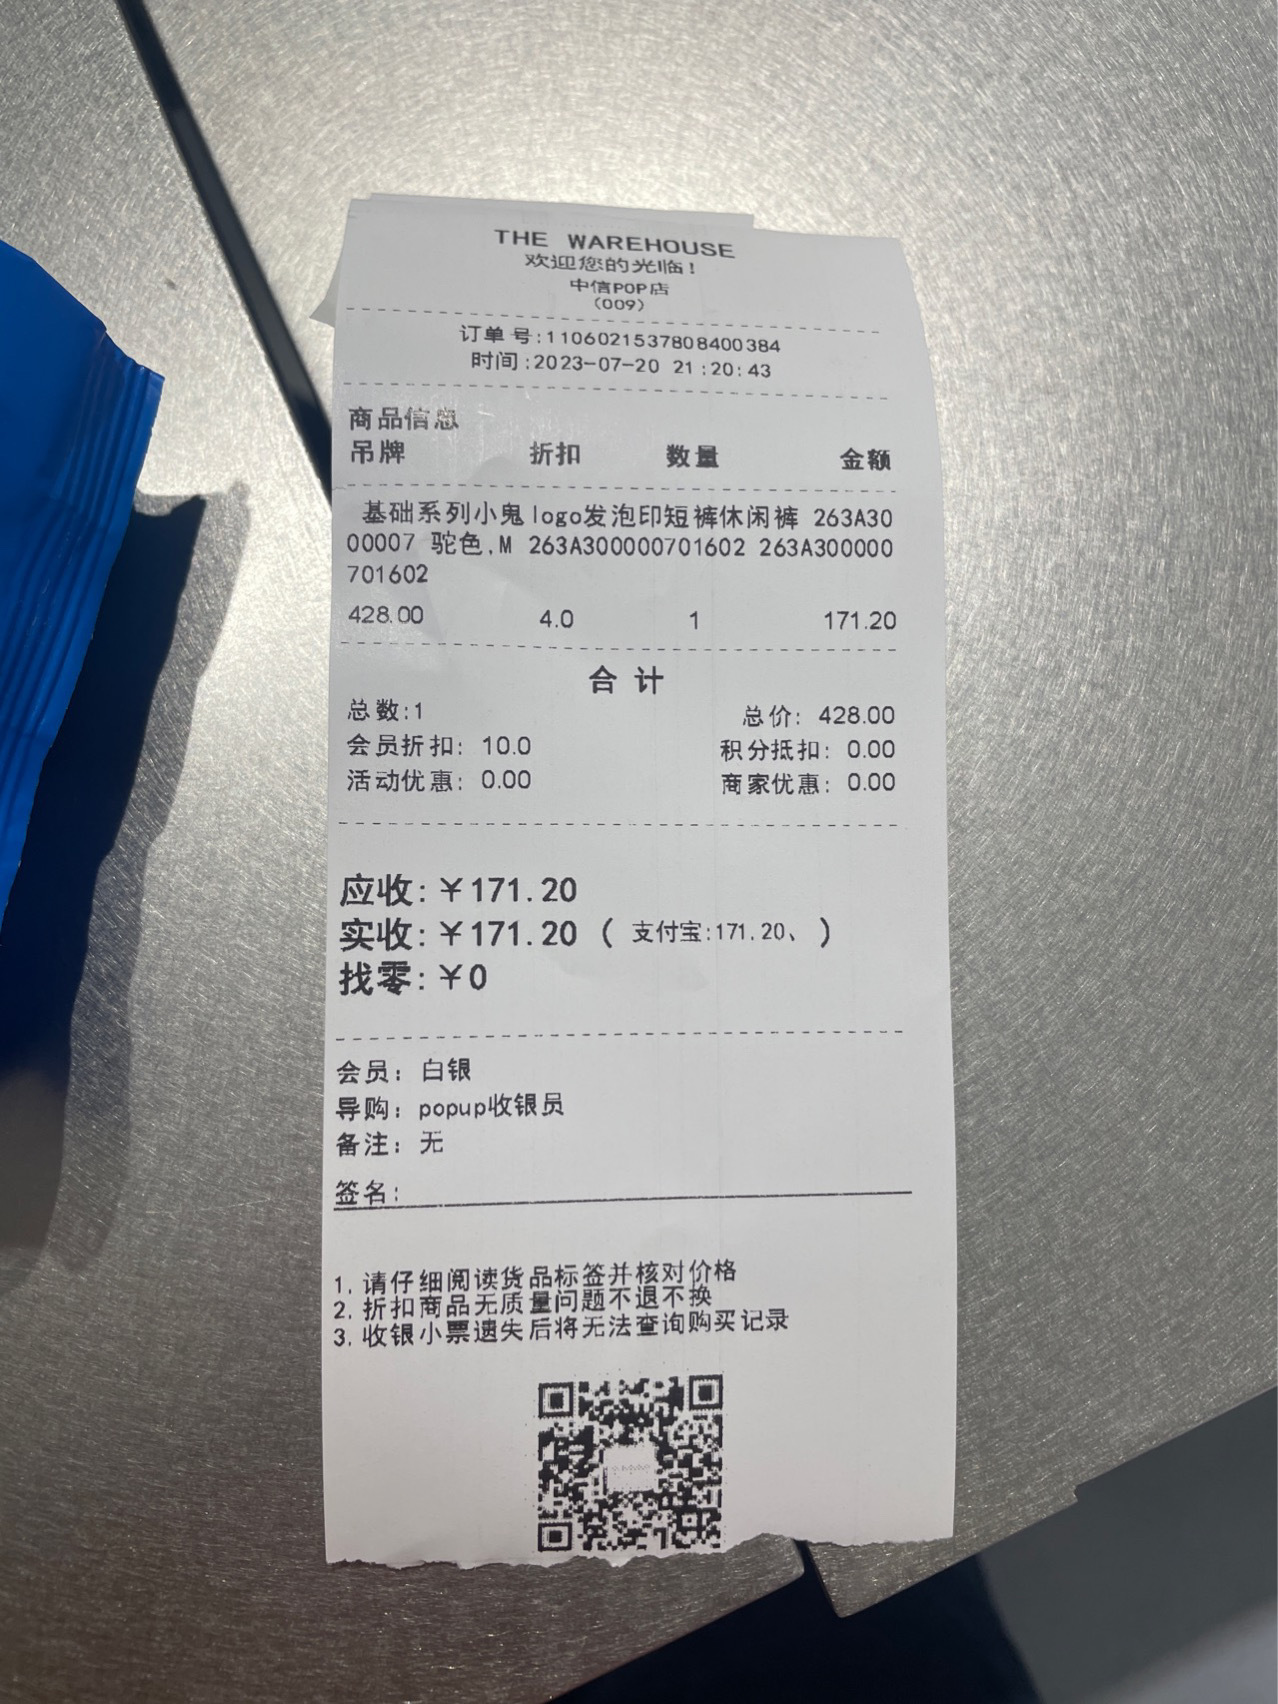 THE WAREHOUSE
欢迎您的光临!
中信POP店
(009)
订单号:1106021537808400384
时间:2023-07-20 21:20:43
商品信息
吊牌 折扣 数量 金额
基础系列小鬼logo发泡印短裤休闲裤 263A30
00007 驼色,M 263A300000701602 263A300000
701602
428.00 4.0 1 171.20
合 计
总数:1 总价: 428.00
会员折扣: 10.0 积分抵扣: 0.00
活动优惠: 0.00 商家优惠: 0.00
应收:￥171.20
实收:￥171.20 ( 支付宝:171.20、 )
找零:￥0
会员: 白银
导购: popup收银员
备注: 无
签名:
1,请仔细阅读货品标签并核对价格
2,折扣商品无质量问题不退不换
3,收银小票遗失后将无法查询购买记录